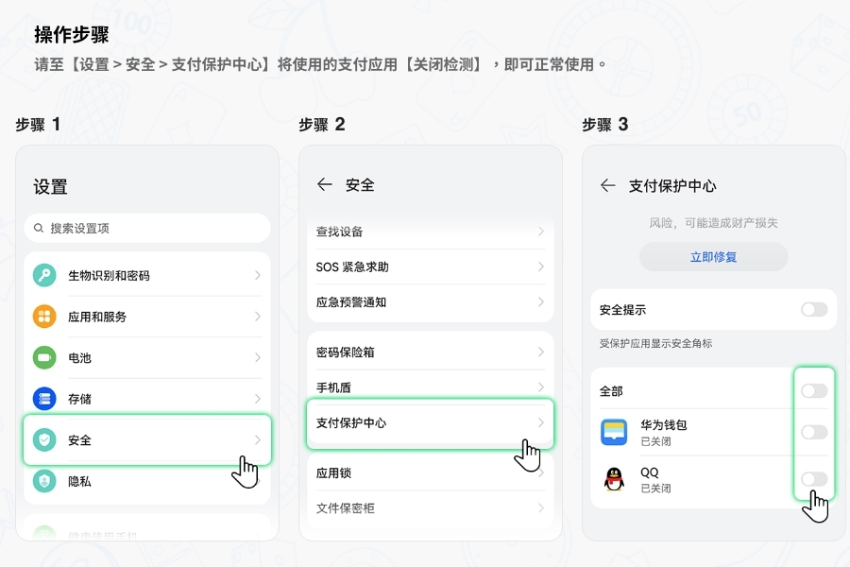 操作步骤
请至【设置 > 安全 > 支付保护中心】将使用的支付应用【关闭检测】，即可正常使用。
步骤 1
设置
搜索设置项
生物识别和密码
应用和服务
电池
存储
安全
隐私
步骤 2
安全
查找设备
SOS 紧急求助
应急预警通知
密码保险箱
手机盾
支付保护中心
应用锁
文件保密柜
步骤 3
支付保护中心
风险，可能造成财产损失
立即修复
安全提示
受保护应用显示安全角标
全部
华为钱包
已关闭
QQ
已关闭